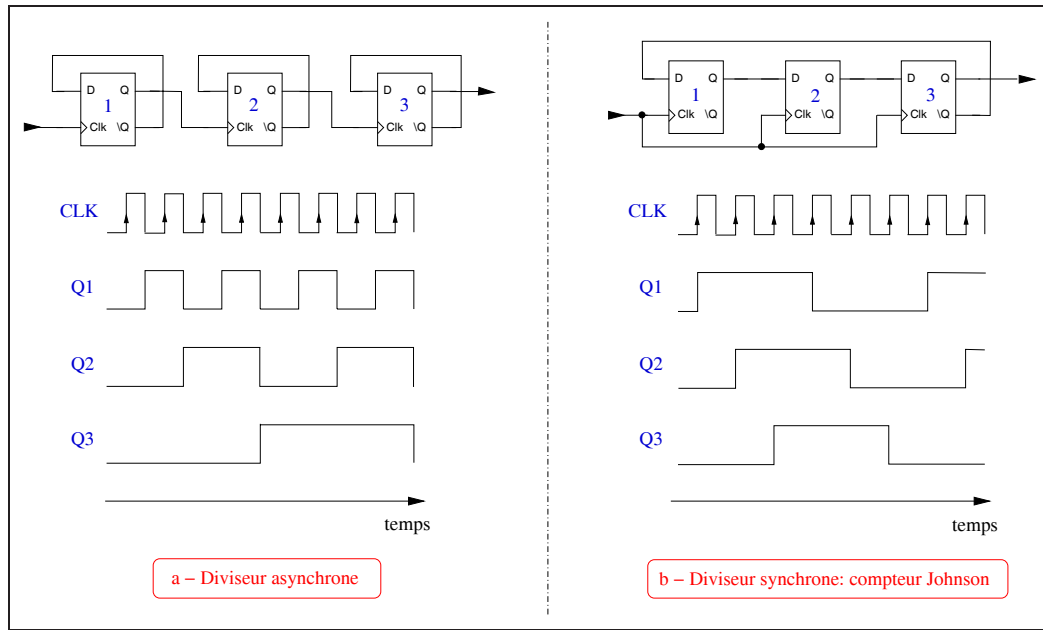 D Q
1
Clk \Q
D Q
2
Clk \Q
D Q
3
Clk \Q
CLK
Q1
Q2
Q3
temps
a − Diviseur asynchrone
D Q
1
Clk \Q
D Q
2
Clk \Q
D Q
3
Clk \Q
CLK
Q1
Q2
Q3
temps
b − Diviseur synchrone: compteur Johnson